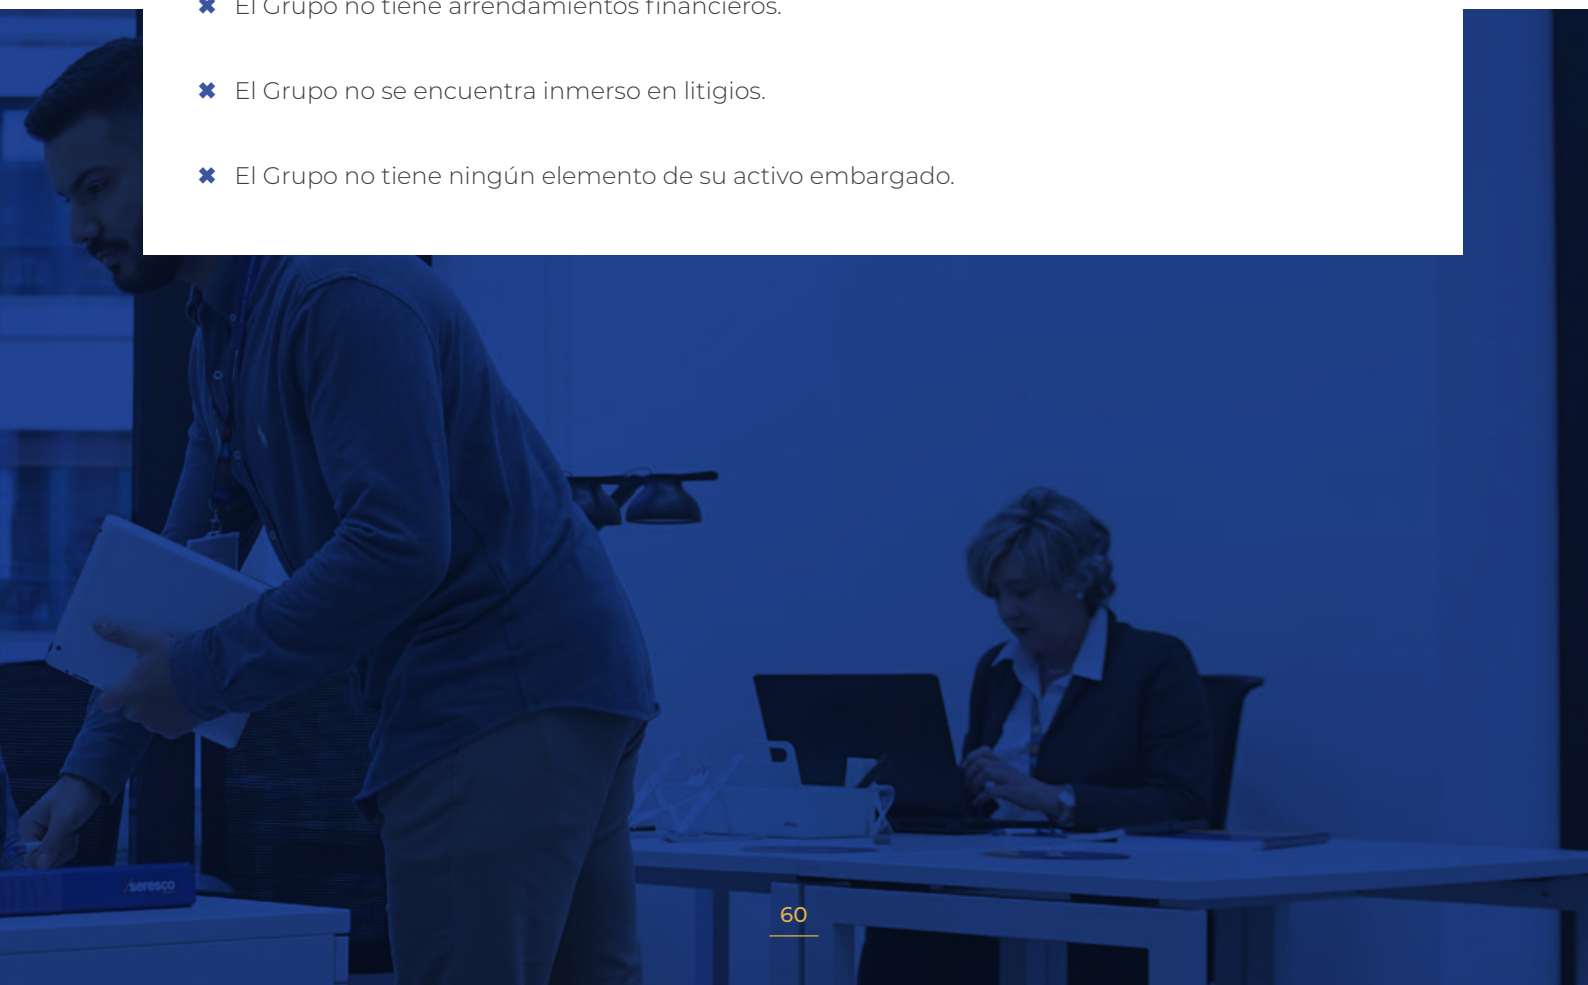 ✖ El Grupo no tiene arrendamientos financieros.
✖ El Grupo no se encuentra inmerso en litigios.
✖ El Grupo no tiene ningún elemento de su activo embargado.
/seresco
60